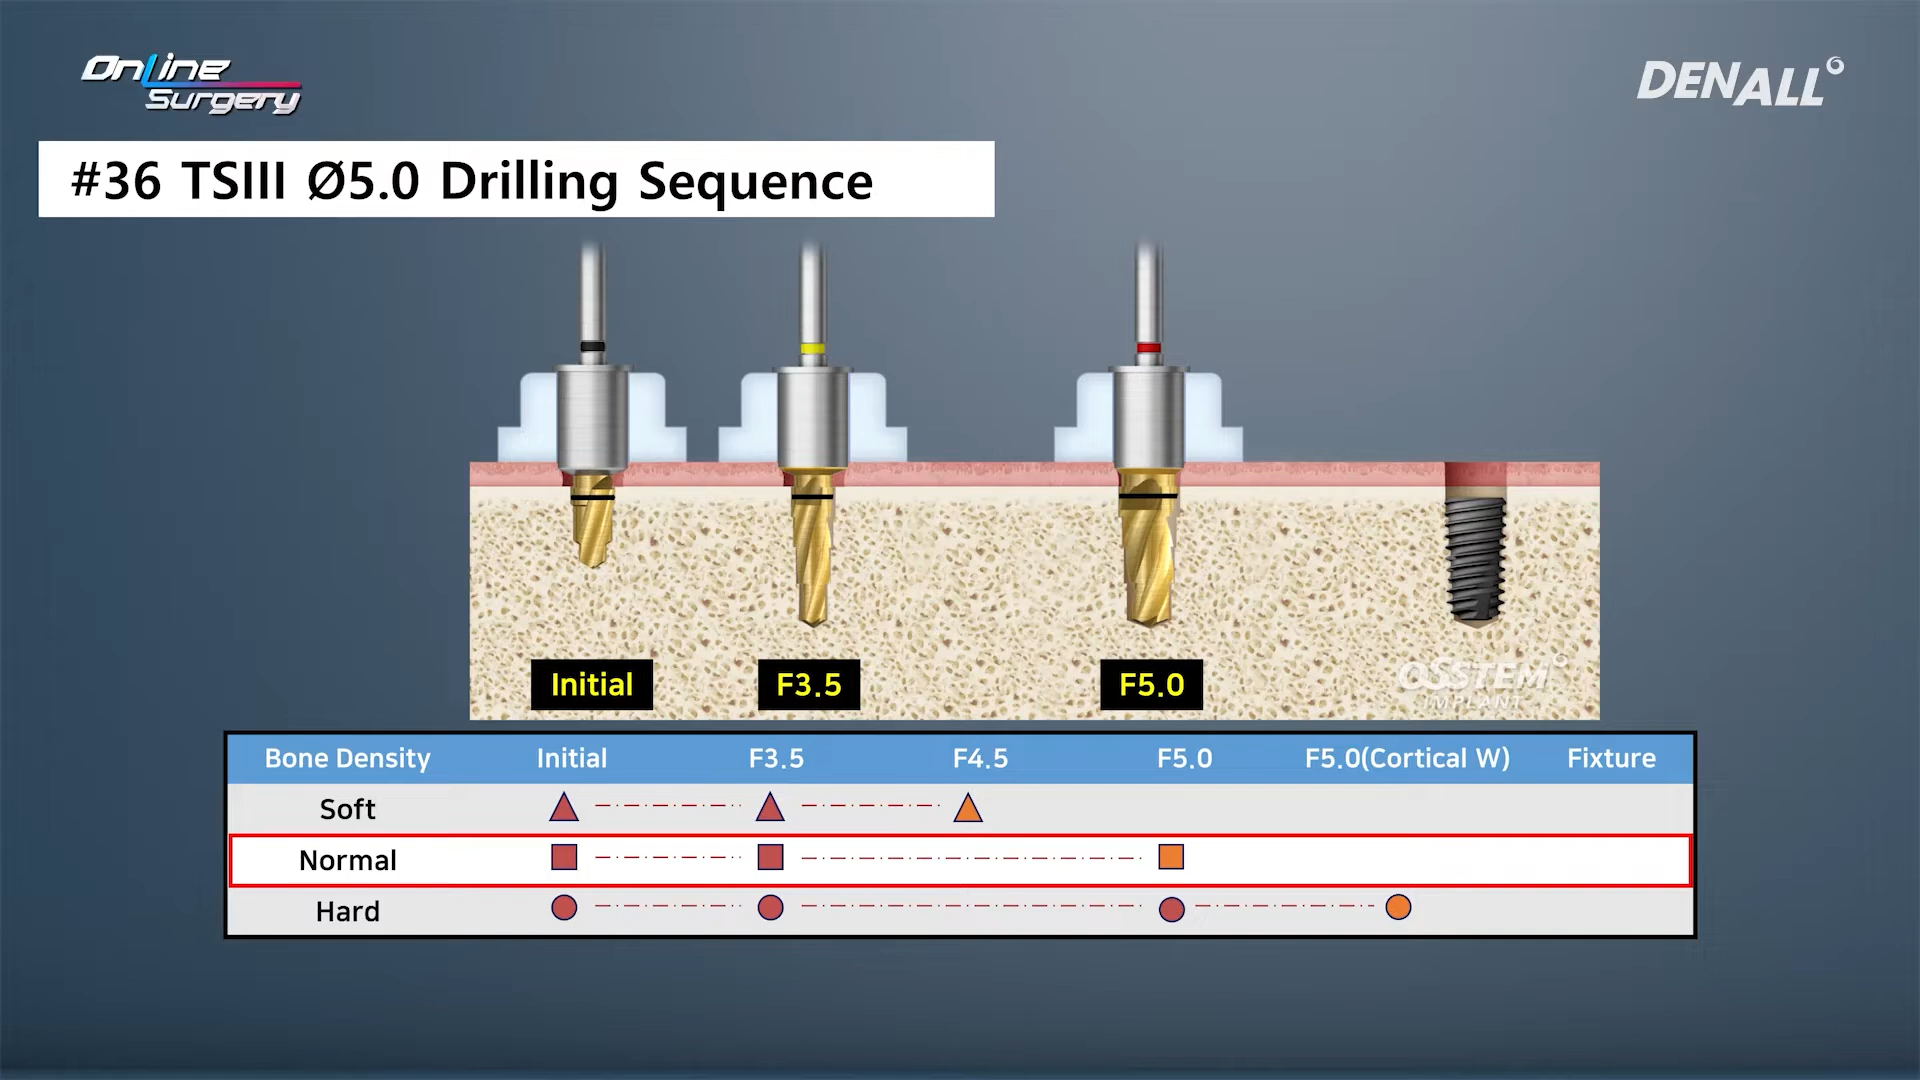 OnLine
Surgery
DENALL
#36 TSIII Ø5.0 Drilling Sequence
Initial
F3.5
F5.0
OSSTEM
IMPLANT
Bone Density Initial F3.5 F4.5 F5.0 F5.0(Cortical W) Fixture
Soft
Normal
Hard